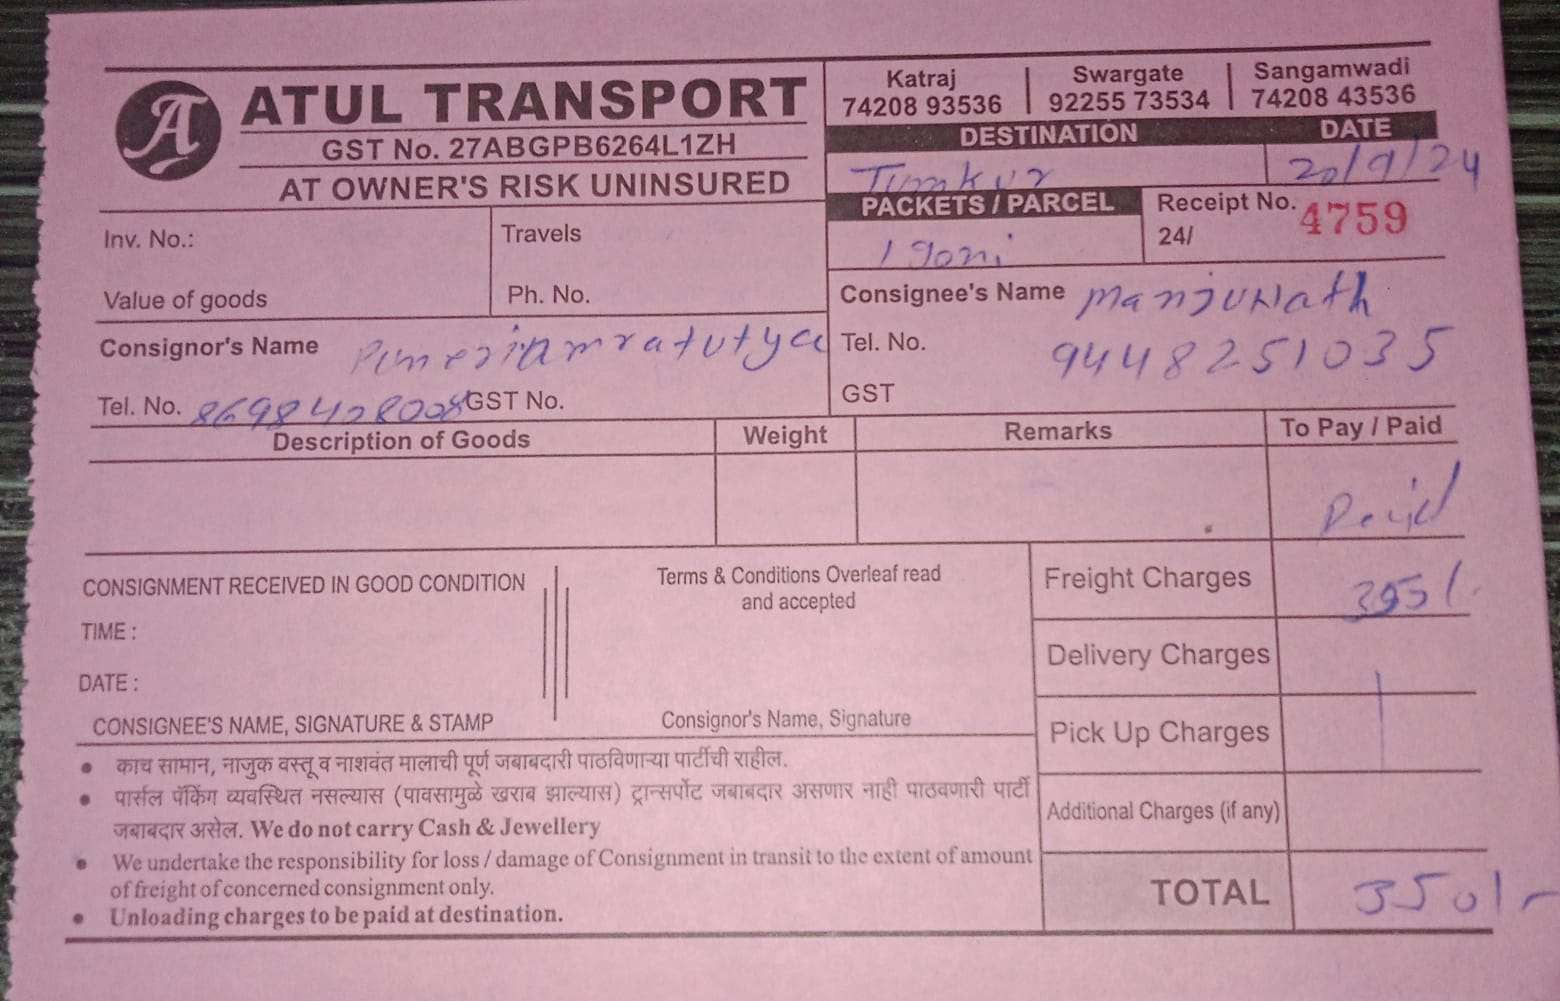 ATUL TRANSPORT
GST No. 27ABGPB6264L1ZH
AT OWNER'S RISK UNINSURED
Katraj
74208 93536
Swargate
92255 73534
Sangamwadi
74208 43536
DESTINATION
Tumkur
DATE
20/9/24
PACKETS / PARCEL
1 goni
Receipt No. 4759
24/
Inv. No.:
Value of goods
Travels
Ph. No.
Consignor's Name
Tel. No. 8698428008 GST No.
Consignee's Name Manjunath
Tel. No. 9448251035
GST
Description of Goods
Weight
Remarks
To Pay / Paid
Paid
CONSIGNMENT RECEIVED IN GOOD CONDITION
TIME :
DATE :
CONSIGNEE'S NAME, SIGNATURE & STAMP
Terms & Conditions Overleaf read
and accepted
Consignor's Name, Signature
Freight Charges
Delivery Charges
Pick Up Charges
Additional Charges (if any)
TOTAL 350/-
• काच सामान, नाजुक वस्तू व नाशवंत मालाची पूर्ण जबाबदारी पाठविणाऱ्या पार्टीची राहील.
• पार्सल पॅकिंग व्यवस्थित नसल्यास (पावसामुळे खराब झाल्यास) ट्रान्सपोर्ट जबाबदार असणार नाही पाठवणारी पार्टी
जबाबदार असेल. We do not carry Cash & Jewellery
• We undertake the responsibility for loss / damage of Consignment in transit to the extent of amount
of freight of concerned consignment only.
• Unloading charges to be paid at destination.